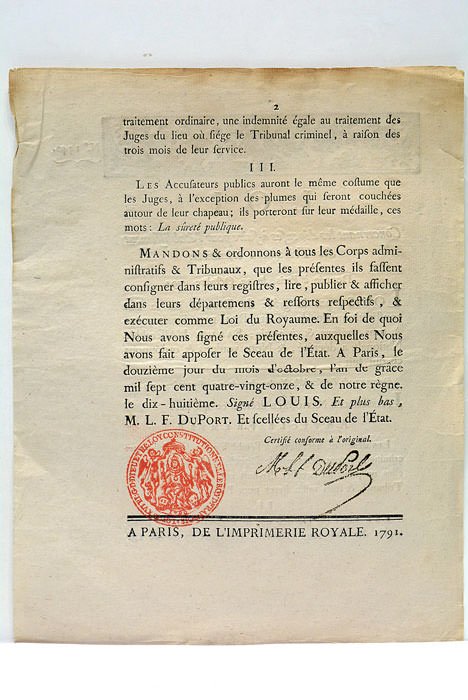 2
traitement ordinaire, une indemnité égale au traitement des
Juges du lieu où ſiége le Tribunal criminel, à raiſon des
trois mois de leur ſervice.
III.
LES Accuſateurs publics auront le même coſtume que
les Juges, à l'exception des plumes qui ſeront couchées
autour de leur chapeau; ils porteront ſur leur médaille, ces
mots: La ſûreté publique.
MANDONS & ordonnons à tous les Corps admi-
niſtratifs & Tribunaux, que les préſentes ils faſſent
conſigner dans leurs regiſtres, lire, publier & afficher
dans leurs départemens & reſſorts reſpectifs, &
exécuter comme Loi du Royaume. En foi de quoi
Nous avons ſigné ces préſentes, auxquelles Nous
avons fait appoſer le Sceau de l'État. A Paris, le
douzième jour du mois d'octobre, l'an de grâce
mil ſept cent quatre-vingt-onze, & de notre règne
le dix-huitième. Signé LOUIS. Et plus bas,
M. L. F. DUPORT. Et ſcellées du Sceau de l'État.
Certifié conforme à l'original.
M L F DuPort
A PARIS, DE L'IMPRIMERIE ROYALE. 1791.